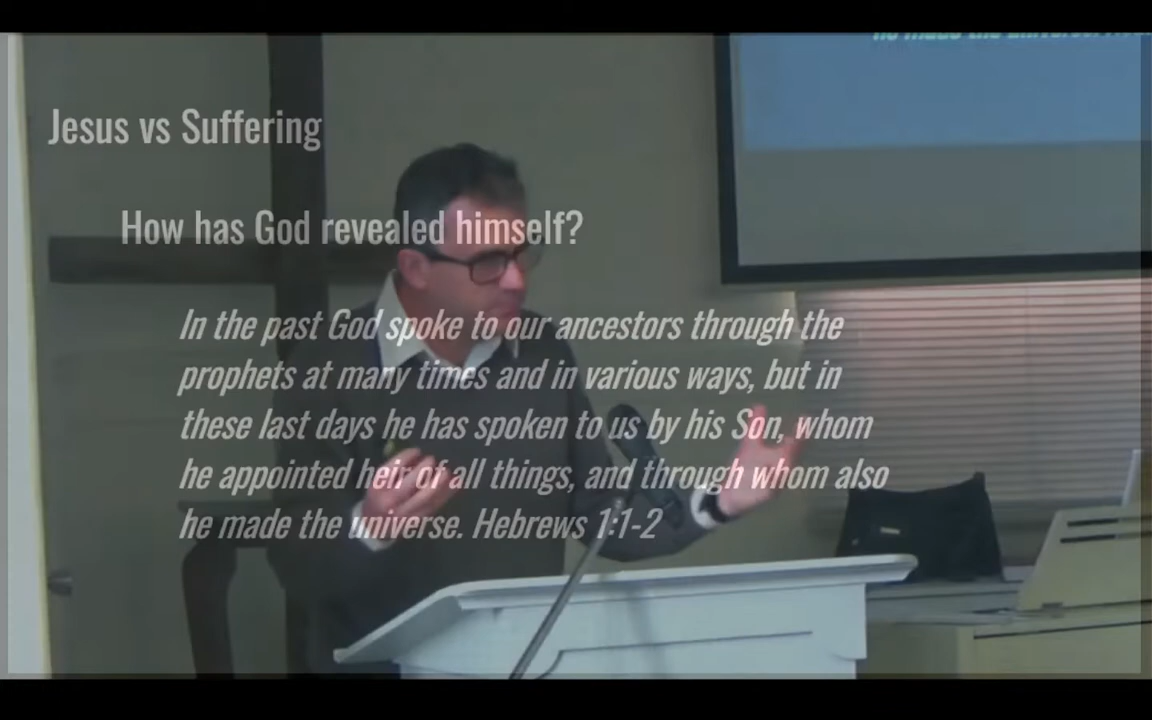 Jesus vs Suffering
How has God revealed himself?
In the past God spoke to our ancestors through the
prophets at many times and in various ways, but in
these last days he has spoken to us by his Son, whom
he appointed heir of all things, and through whom also
he made the universe. Hebrews 1:1-2